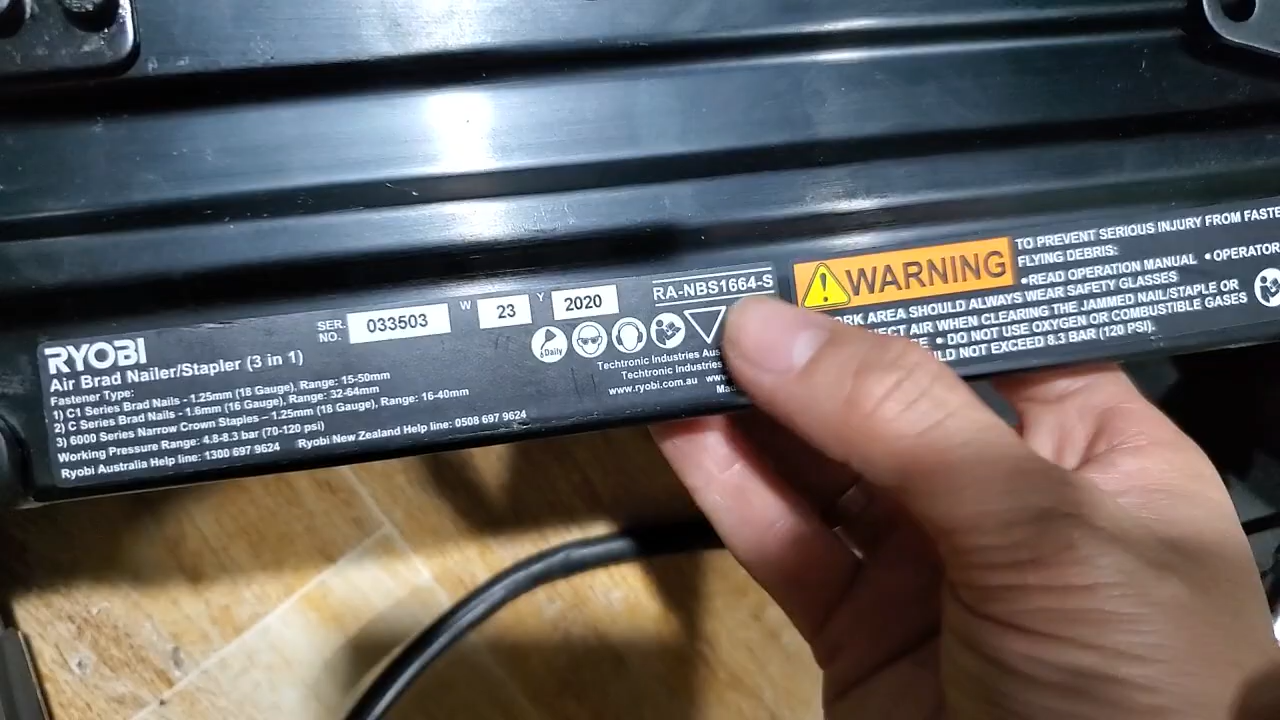 RYOBI
Air Brad Nailer/Stapler (3 in 1)
Fastener Type:
1) C1 Series Brad Nails - 1.25mm (18 Gauge), Range: 15-50mm
2) C Series Brad Nails - 1.6mm (16 Gauge), Range: 32-64mm
3) 6000 Series Narrow Crown Staples - 1.25mm (18 Gauge), Range: 16-40mm
Working Pressure Range: 4.8-8.3 bar (70-120 psi)
Ryobi Australia Help line: 1300 697 9624 Ryobi New Zealand Help line: 0508 697 9624
SER. NO. 033503 W 23 Y 2020
RA-NBS1664-S
Daily
Techtronic Industries
Techtronic Industries
www.ryobi.com.au
WARNING
TO PREVENT SERIOUS INJURY FROM
FLYING DEBRIS:
•READ OPERATION MANUAL •OPERATOR
AREA SHOULD ALWAYS WEAR SAFETY GLASSES
AIR WHEN CLEARING THE JAMMED NAIL/STAPLE OR
• DO NOT USE OXYGEN OR COMBUSTIBLE GASES
NOT EXCEED 8.3 BAR (120 PSI).